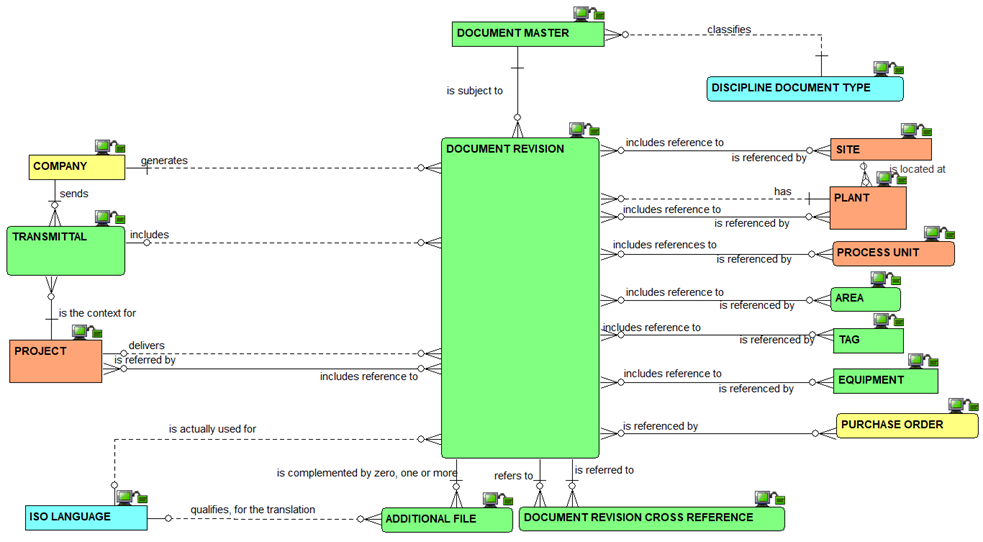 DOCUMENT MASTER
classifies
DISCIPLINE DOCUMENT TYPE
is subject to
DOCUMENT REVISION
COMPANY
generates
includes reference to
is referenced by
SITE
is located at
sends
has
PLANT
includes reference to
is referenced by
TRANSMITTAL
includes
includes references to
is referenced by
PROCESS UNIT
includes reference to
is referenced by
AREA
is the context for
includes reference to
is referenced by
TAG
PROJECT
delivers
is referred by
includes reference to
includes reference to
is referenced by
EQUIPMENT
is referenced by
PURCHASE ORDER
is actually used for
is complemented by zero, one or more
refers to
is referred to
ISO LANGUAGE
qualifies, for the translation
ADDITIONAL FILE
DOCUMENT REVISION CROSS REFERENCE